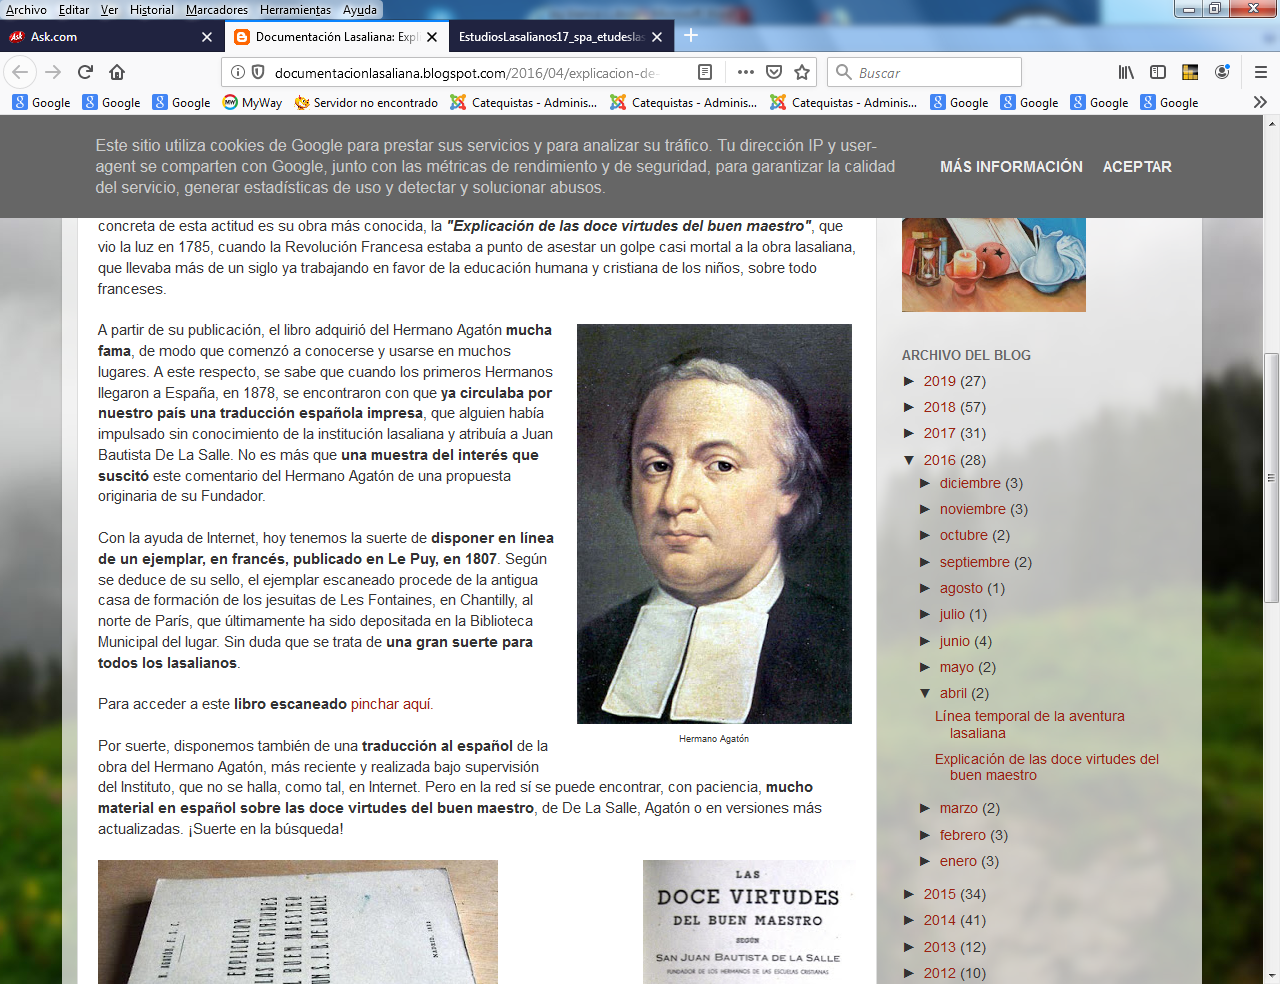 Archivo Editar Ver Historial Marcadores Herramientas Ayuda
Ask.com
Documentación Lasaliana: Expli
EstudiosLasalianos17_spa_etudeslas
documentacionlasaliana.blogspot.com/2016/04/explicacion-de-
Buscar
Google Google Google MyWay Servidor no encontrado Catequistas - Adminis... Catequistas - Adminis... Catequistas - Adminis... Google Google Google Google
Este sitio utiliza cookies de Google para prestar sus servicios y para analizar su tráfico. Tu dirección IP y user-
agent se comparten con Google, junto con las métricas de rendimiento y de seguridad, para garantizar la calidad
del servicio, generar estadísticas de uso y detectar y solucionar abusos.
MÁS INFORMACIÓN ACEPTAR
concreta de esta actitud es su obra más conocida, la "Explicación de las doce virtudes del buen maestro", que
vio la luz en 1785, cuando la Revolución Francesa estaba a punto de asestar un golpe casi mortal a la obra lasaliana,
que llevaba más de un siglo ya trabajando en favor de la educación humana y cristiana de los niños, sobre todo
franceses.
A partir de su publicación, el libro adquirió del Hermano Agatón mucha
fama, de modo que comenzó a conocerse y usarse en muchos
lugares. A este respecto, se sabe que cuando los primeros Hermanos
llegaron a España, en 1878, se encontraron con que ya circulaba por
nuestro país una traducción española impresa, que alguien había
impulsado sin conocimiento de la institución lasaliana y atribuía a Juan
Bautista De La Salle. No es más que una muestra del interés que
suscitó este comentario del Hermano Agatón de una propuesta
originaria de su Fundador.
Con la ayuda de Internet, hoy tenemos la suerte de disponer en línea
de un ejemplar, en francés, publicado en Le Puy, en 1807. Según
se deduce de su sello, el ejemplar escaneado procede de la antigua
casa de formación de los jesuitas de Les Fontaines, en Chantilly, al
norte de París, que últimamente ha sido depositada en la Biblioteca
Municipal del lugar. Sin duda que se trata de una gran suerte para
todos los lasalianos.
Para acceder a este libro escaneado pinchar aquí.
Hermano Agatón
Por suerte, disponemos también de una traducción al español de la
obra del Hermano Agatón, más reciente y realizada bajo supervisión
del Instituto, que no se halla, como tal, en Internet. Pero en la red sí se puede encontrar, con paciencia, mucho
material en español sobre las doce virtudes del buen maestro, de De La Salle, Agatón o en versiones más
actualizadas. ¡Suerte en la búsqueda!
H. AGATÓN, F. S. C.
EXPLICACION
LAS DOCE VIRTUDES
L BUEN MAESTRO
UN S. J. B. DE LA SALLE
LAS
DOCE VIRTUDES
DEL BUEN MAESTRO
SEGÚN
SAN JUAN BAUTISTA DE LA SALLE
FUNDADOR DE LOS HERMANOS DE LAS ESCUELAS CRISTIANAS
ARCHIVO DEL BLOG
► 2019 (27)
► 2018 (57)
► 2017 (31)
▼ 2016 (28)
► diciembre (3)
► noviembre (3)
► octubre (2)
► septiembre (2)
► agosto (1)
► julio (1)
► junio (4)
► mayo (2)
▼ abril (2)
Línea temporal de la aventura
lasaliana
Explicación de las doce virtudes del
buen maestro
► marzo (2)
► febrero (3)
► enero (3)
► 2015 (34)
► 2014 (41)
► 2013 (12)
► 2012 (10)